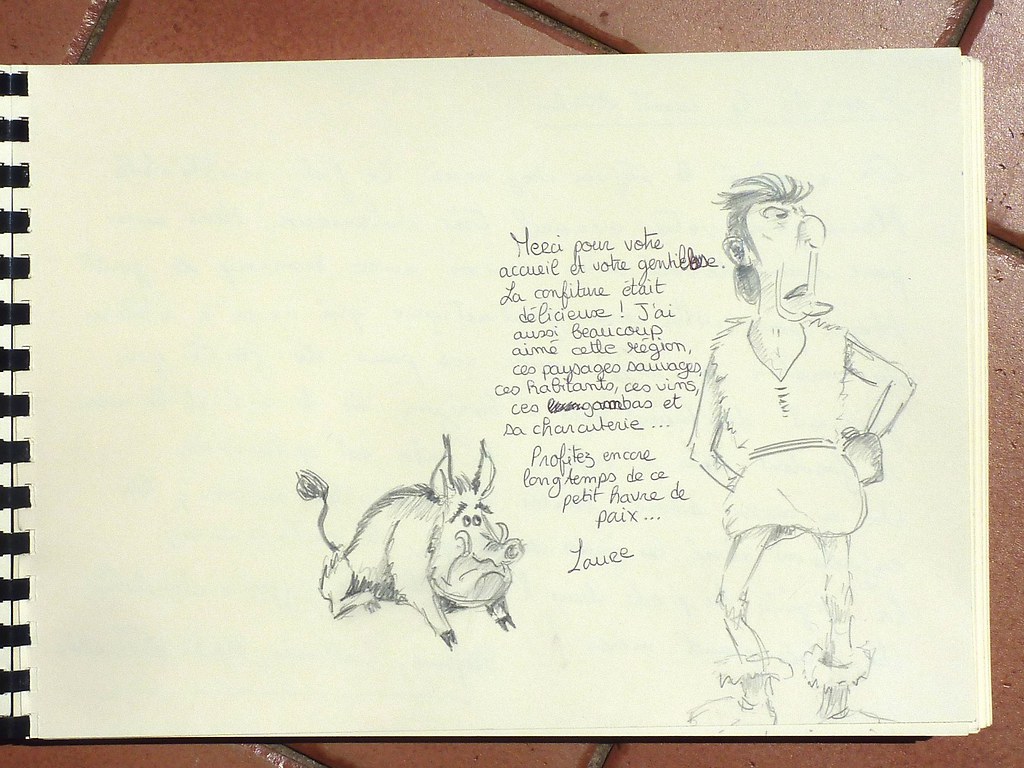 Merci pour votre
accueil et votre gentillesse.
La confiture était
délicieuse ! J'ai
aussi beaucoup
aimé cette région,
ces paysages sauvages,
ces habitants, ces vins,
ces gambas et
sa charcuterie ...
Profitez encore
longtemps de ce
petit havre de
paix ...
Laure